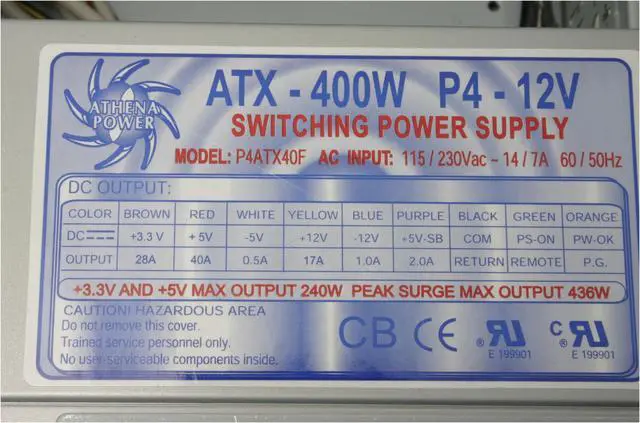 ATHENA
POWER
ATX - 400W P4 - 12V
SWITCHING POWER SUPPLY
MODEL: P4ATX40F AC INPUT: 115 / 230Vac ~ 14 / 7A 60 / 50Hz
DC OUTPUT:
COLOR BROWN RED WHITE YELLOW BLUE PURPLE BLACK GREEN ORANGE
DC +3.3 V + 5V -5V +12V -12V +5V-SB COM PS-ON PW-OK
OUTPUT 28A 40A 0.5A 17A 1.0A 2.0A RETURN REMOTE P.G.
+3.3V AND +5V MAX OUTPUT 240W PEAK SURGE MAX OUTPUT 436W
CAUTION! HAZARDOUS AREA
Do not remove this cover.
Trained service personnel only.
No user-serviceable components inside.
CB CE c RU US c RU US
E 199901 E 199901